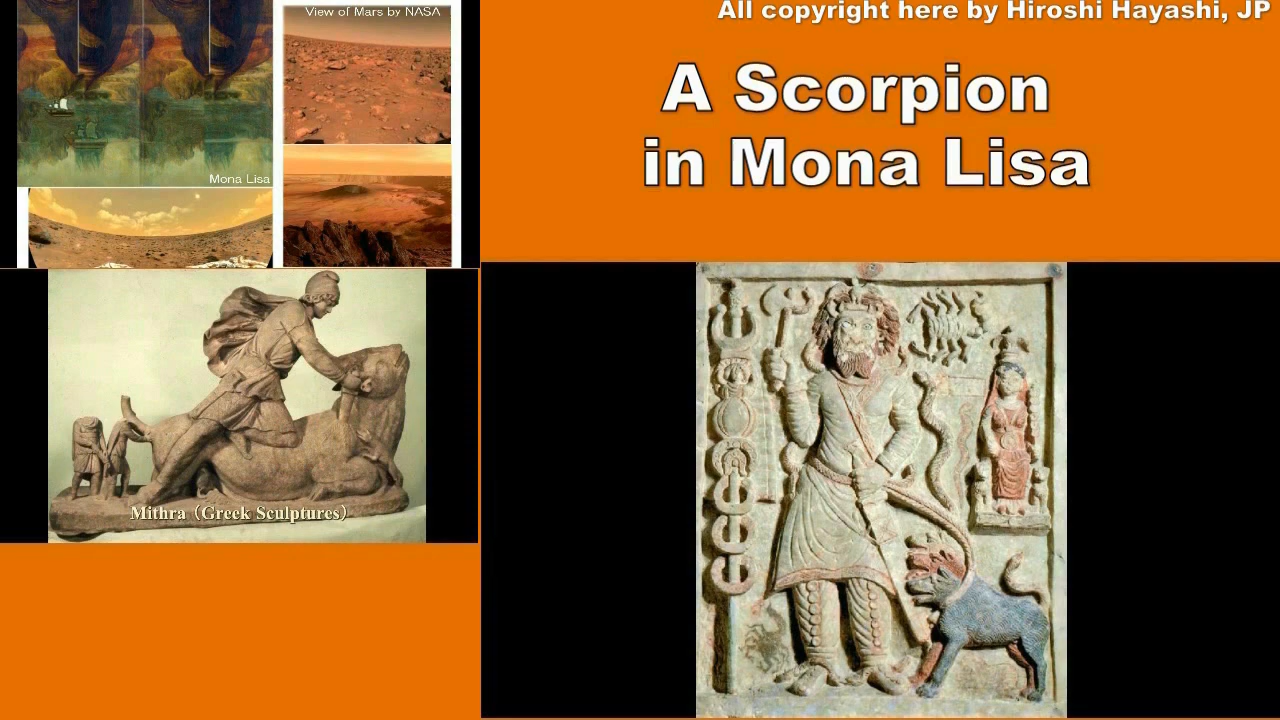 View of Mars by NASA
All copyright here by Hiroshi Hayashi, JP
A Scorpion
in Mona Lisa
Mona Lisa
Mithra (Greek Sculptures)